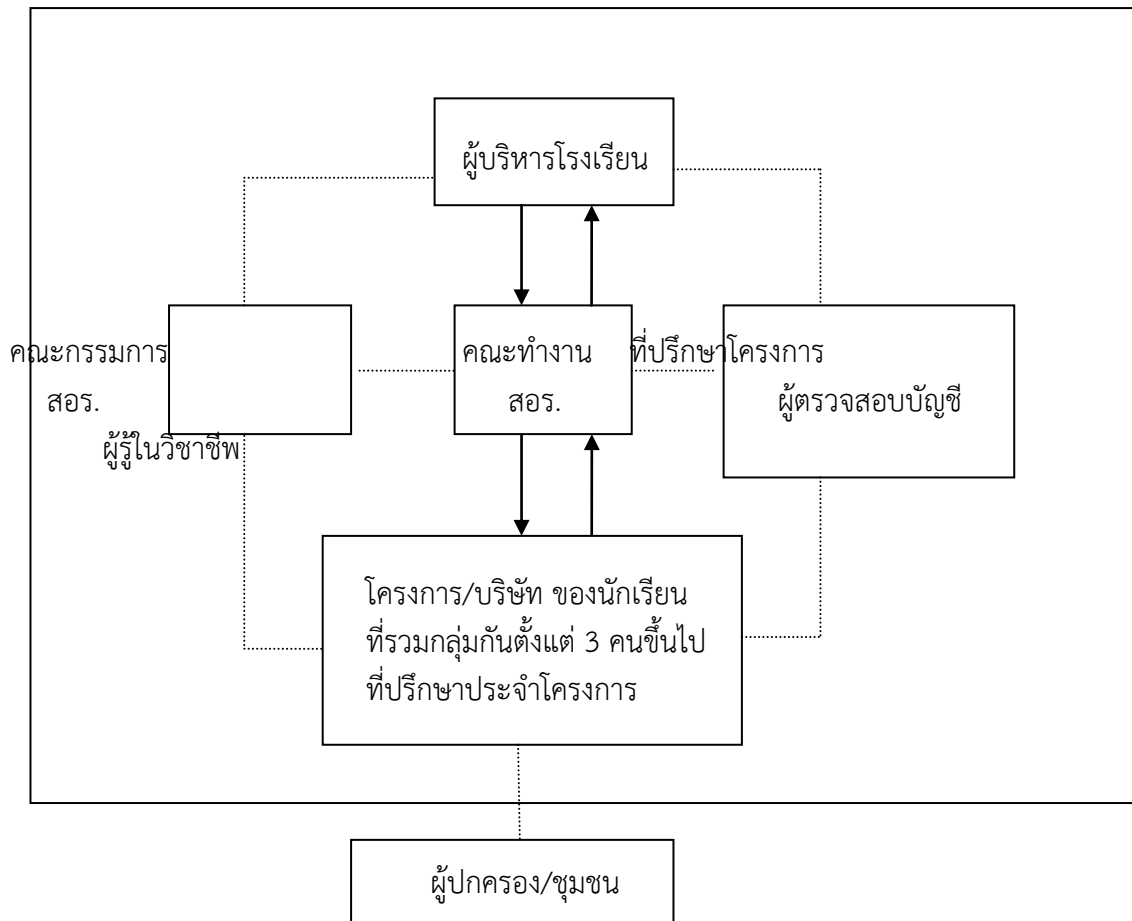 ผู้บริหารโรงเรียน
คณะกรรมการ
สอร.
ผู้รู้ในวิชาชีพ
คณะทำงาน
สอร.
ที่ปรึกษาโครงการ
ผู้ตรวจสอบบัญชี
โครงการ/บริษัท ของนักเรียน
ที่รวมกลุ่มกันตั้งแต่ 3 คนขึ้นไป
ที่ปรึกษาประจำโครงการ
ผู้ปกครอง/ชุมชน